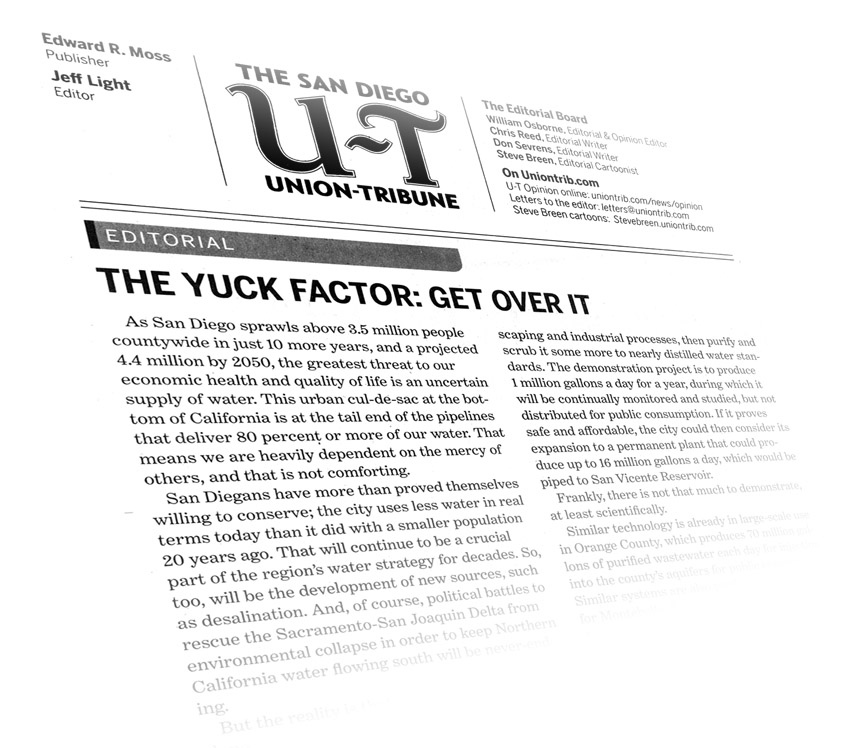 Edward R. Moss
Publisher
Jeff Light
Editor
THE SAN DIEGO
U-T
UNION-TRIBUNE
The Editorial Board
William Osborne, Editorial & Opinion Editor
Chris Reed, Editorial Writer
Don Sevrens, Editorial Writer
Steve Breen, Editorial Cartoonist
On Uniontrib.com
U-T Opinion online: uniontrib.com/news/opinion
Letters to the editor: letters@uniontrib.com
Steve Breen cartoons: Stevebreen.uniontrib.com
EDITORIAL
THE YUCK FACTOR: GET OVER IT
As San Diego sprawls above 3.5 million people
countywide in just 10 more years, and a projected
4.4 million by 2050, the greatest threat to our
economic health and quality of life is an uncertain
supply of water. This urban cul-de-sac at the bot-
tom of California is at the tail end of the pipelines
that deliver 80 percent or more of our water. That
means we are heavily dependent on the mercy of
others, and that is not comforting.
San Diegans have more than proved themselves
willing to conserve; the city uses less water in real
terms today than it did with a smaller population
20 years ago. That will continue to be a crucial
part of the region's water strategy for decades. So,
too, will be the development of new sources, such
as desalination. And, of course, political battles to
rescue the Sacramento-San Joaquin Delta from
environmental collapse in order to keep Northern
California water flowing south will be never-end-
ing.
But the reality is
scaping and industrial processes, then purify and
scrub it some more to nearly distilled water stan-
dards. The demonstration project is to produce
1 million gallons a day for a year, during which it
will be continually monitored and studied, but not
distributed for public consumption. If it proves
safe and affordable, the city could then consider its
expansion to a permanent plant that could pro-
duce up to 16 million gallons a day, which would be
piped to San Vicente Reservoir.
Frankly, there is not that much to demonstrate,
at least scientifically.
Similar technology is already in large-scale use
in Orange County, which produces 70 million gal-
lons of purified wastewater each day for
into the county's aquifers for
Similar systems are
for